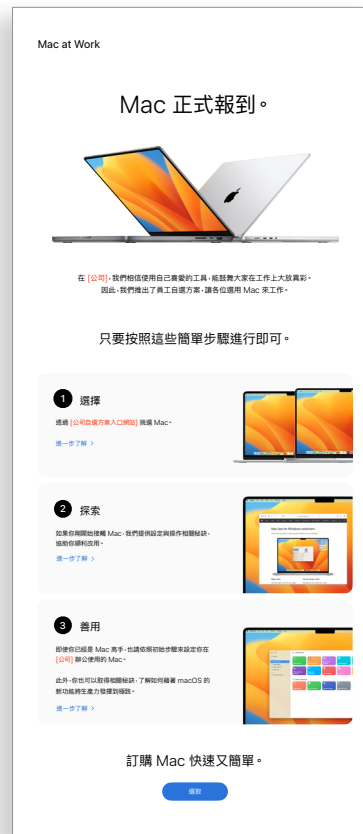 Mac at Work
Mac 正式報到。
在 [公司]，我們相信使用自己喜愛的工具，能鼓舞大家在工作上大放異彩。
因此，我們推出了員工自選方案，讓各位選用 Mac 來工作。
只要按照這些簡單步驟進行即可。
1 選擇
透過 [公司自選方案入口網站] 挑選 Mac。
進一步了解 >
2 探索
如果你剛開始接觸 Mac，我們提供設定與操作相關秘訣，
協助你順利改用。
進一步了解 >
3 善用
即使你已經是 Mac 高手，也請依照初始步驟來設定你在
[公司] 辦公使用的 Mac。
此外，你也可以取得相關秘訣，了解如何藉著 macOS 的
新功能將生產力發揮到極致。
進一步了解 >
訂購 Mac 快速又簡單。
選取